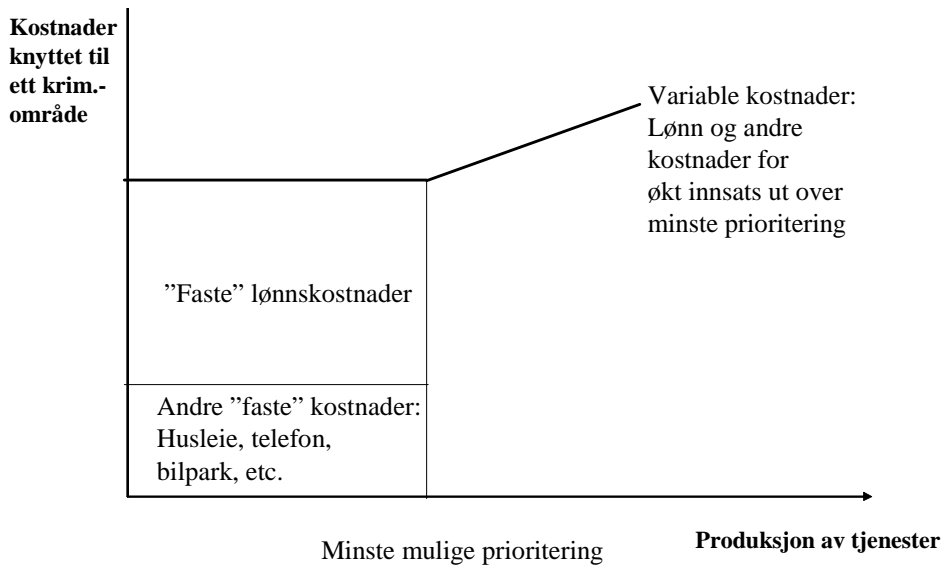 Kostnader
knyttet til
ett krim.-
område
Variable kostnader:
Lønn og andre
kostnader for
økt innsats ut over
minste prioritering
”Faste” lønnskostnader
Andre ”faste” kostnader:
Husleie, telefon,
bilpark, etc.
Minste mulige prioritering
Produksjon av tjenester